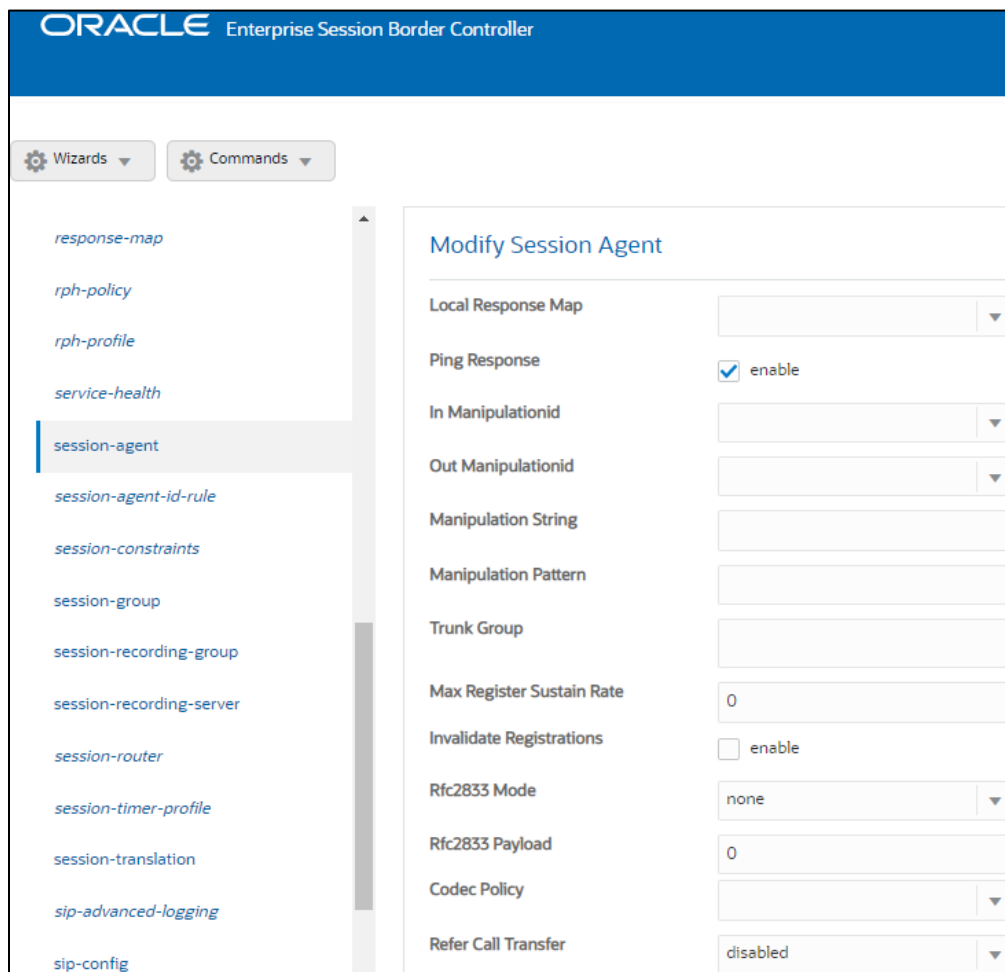 ORACLE Enterprise Session Border Controller
Wizards
Commands
response-map
rph-policy
rph-profile
service-health
session-agent
session-agent-id-rule
session-constraints
session-group
session-recording-group
session-recording-server
session-router
session-timer-profile
session-translation
sip-advanced-logging
sip-config
Modify Session Agent
Local Response Map
Ping Response enable
In Manipulationid
Out Manipulationid
Manipulation String
Manipulation Pattern
Trunk Group
Max Register Sustain Rate 0
Invalidate Registrations enable
Rfc2833 Mode none
Rfc2833 Payload 0
Codec Policy
Refer Call Transfer disabled